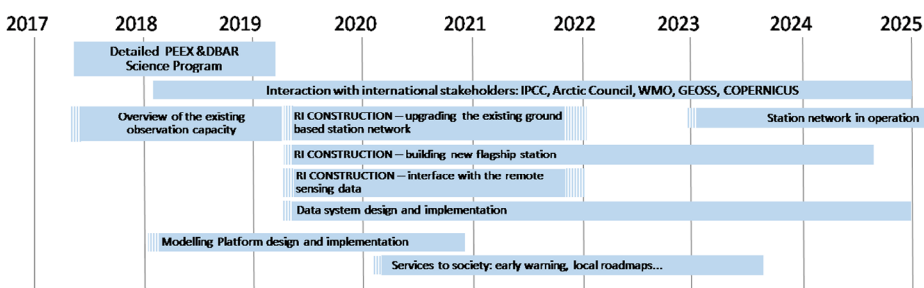 2017 2018 2019 2020 2021 2022 2023 2024 2025
Detailed PEEX &DBAR
Science Program
Interaction with international stakeholders: IPCC, Arctic Council, WMO, GEOSS, COPERNICUS
Overview of the existing
observation capacity
RI CONSTRUCTION – upgrading the existing ground
based station network
Station network in operation
RI CONSTRUCTION – building new flagship station
RI CONSTRUCTION – interface with the remote
sensing data
Data system design and implementation
Modelling Platform design and implementation
Services to society: early warning, local roadmaps...